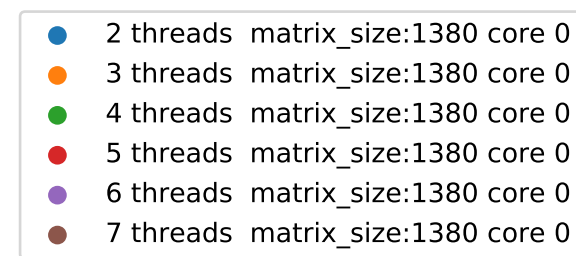 2 threads  matrix_size:1380 core 0
3 threads  matrix_size:1380 core 0
4 threads  matrix_size:1380 core 0
5 threads  matrix_size:1380 core 0
6 threads  matrix_size:1380 core 0
7 threads  matrix_size:1380 core 0